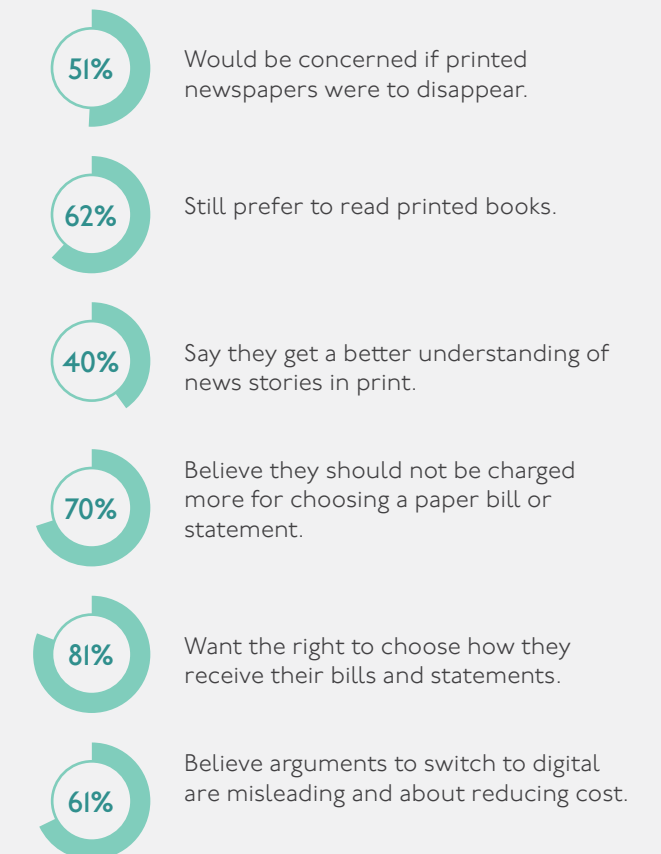 51%
Would be concerned if printed
newspapers were to disappear.
62%
Still prefer to read printed books.
40%
Say they get a better understanding of
news stories in print.
70%
Believe they should not be charged
more for choosing a paper bill or
statement.
81%
Want the right to choose how they
receive their bills and statements.
61%
Believe arguments to switch to digital
are misleading and about reducing cost.